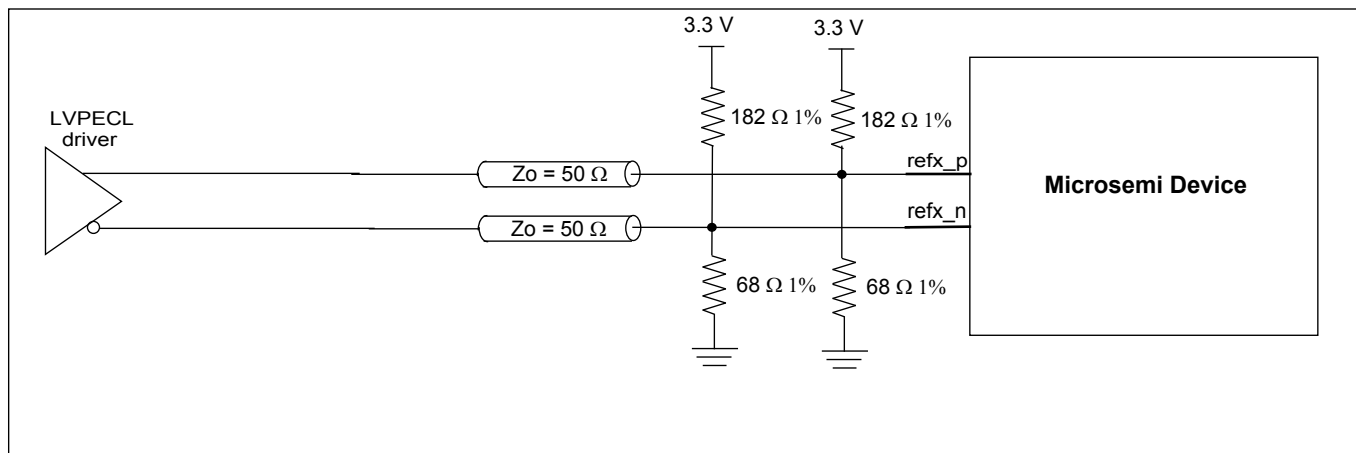 3.3 V
3.3 V
LVPECL
driver
182 Ω 1%
182 Ω 1%
Zo = 50 Ω
refx_p
Microsemi Device
Zo = 50 Ω
refx_n
68 Ω 1%
68 Ω 1%